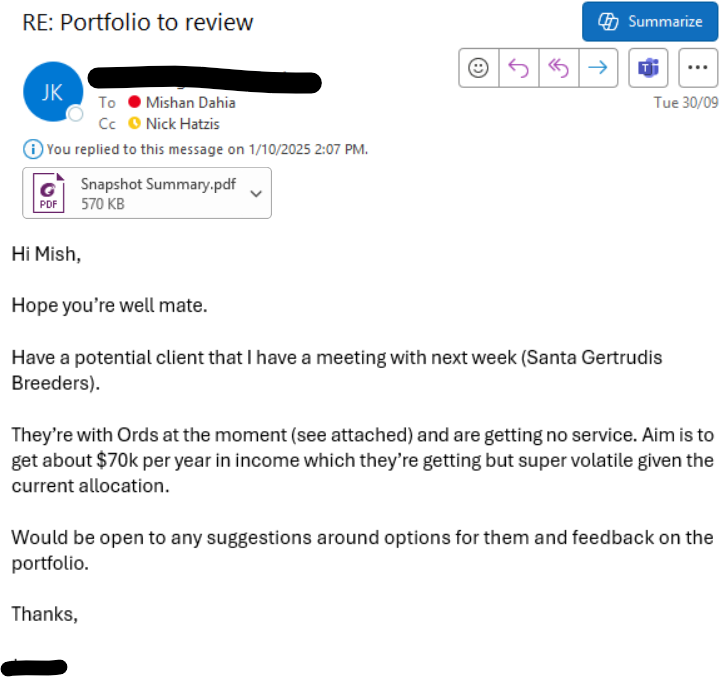 RE: Portfolio to review
Summarize
JK
To Mishan Dahia
Cc Nick Hatzis
Tue 30/09
You replied to this message on 1/10/2025 2:07 PM.
PDF
Snapshot Summary.pdf
570 KB
Hi Mish,
Hope you’re well mate.
Have a potential client that I have a meeting with next week (Santa Gertrudis
Breeders).
They’re with Ords at the moment (see attached) and are getting no service. Aim is to
get about $70k per year in income which they’re getting but super volatile given the
current allocation.
Would be open to any suggestions around options for them and feedback on the
portfolio.
Thanks,